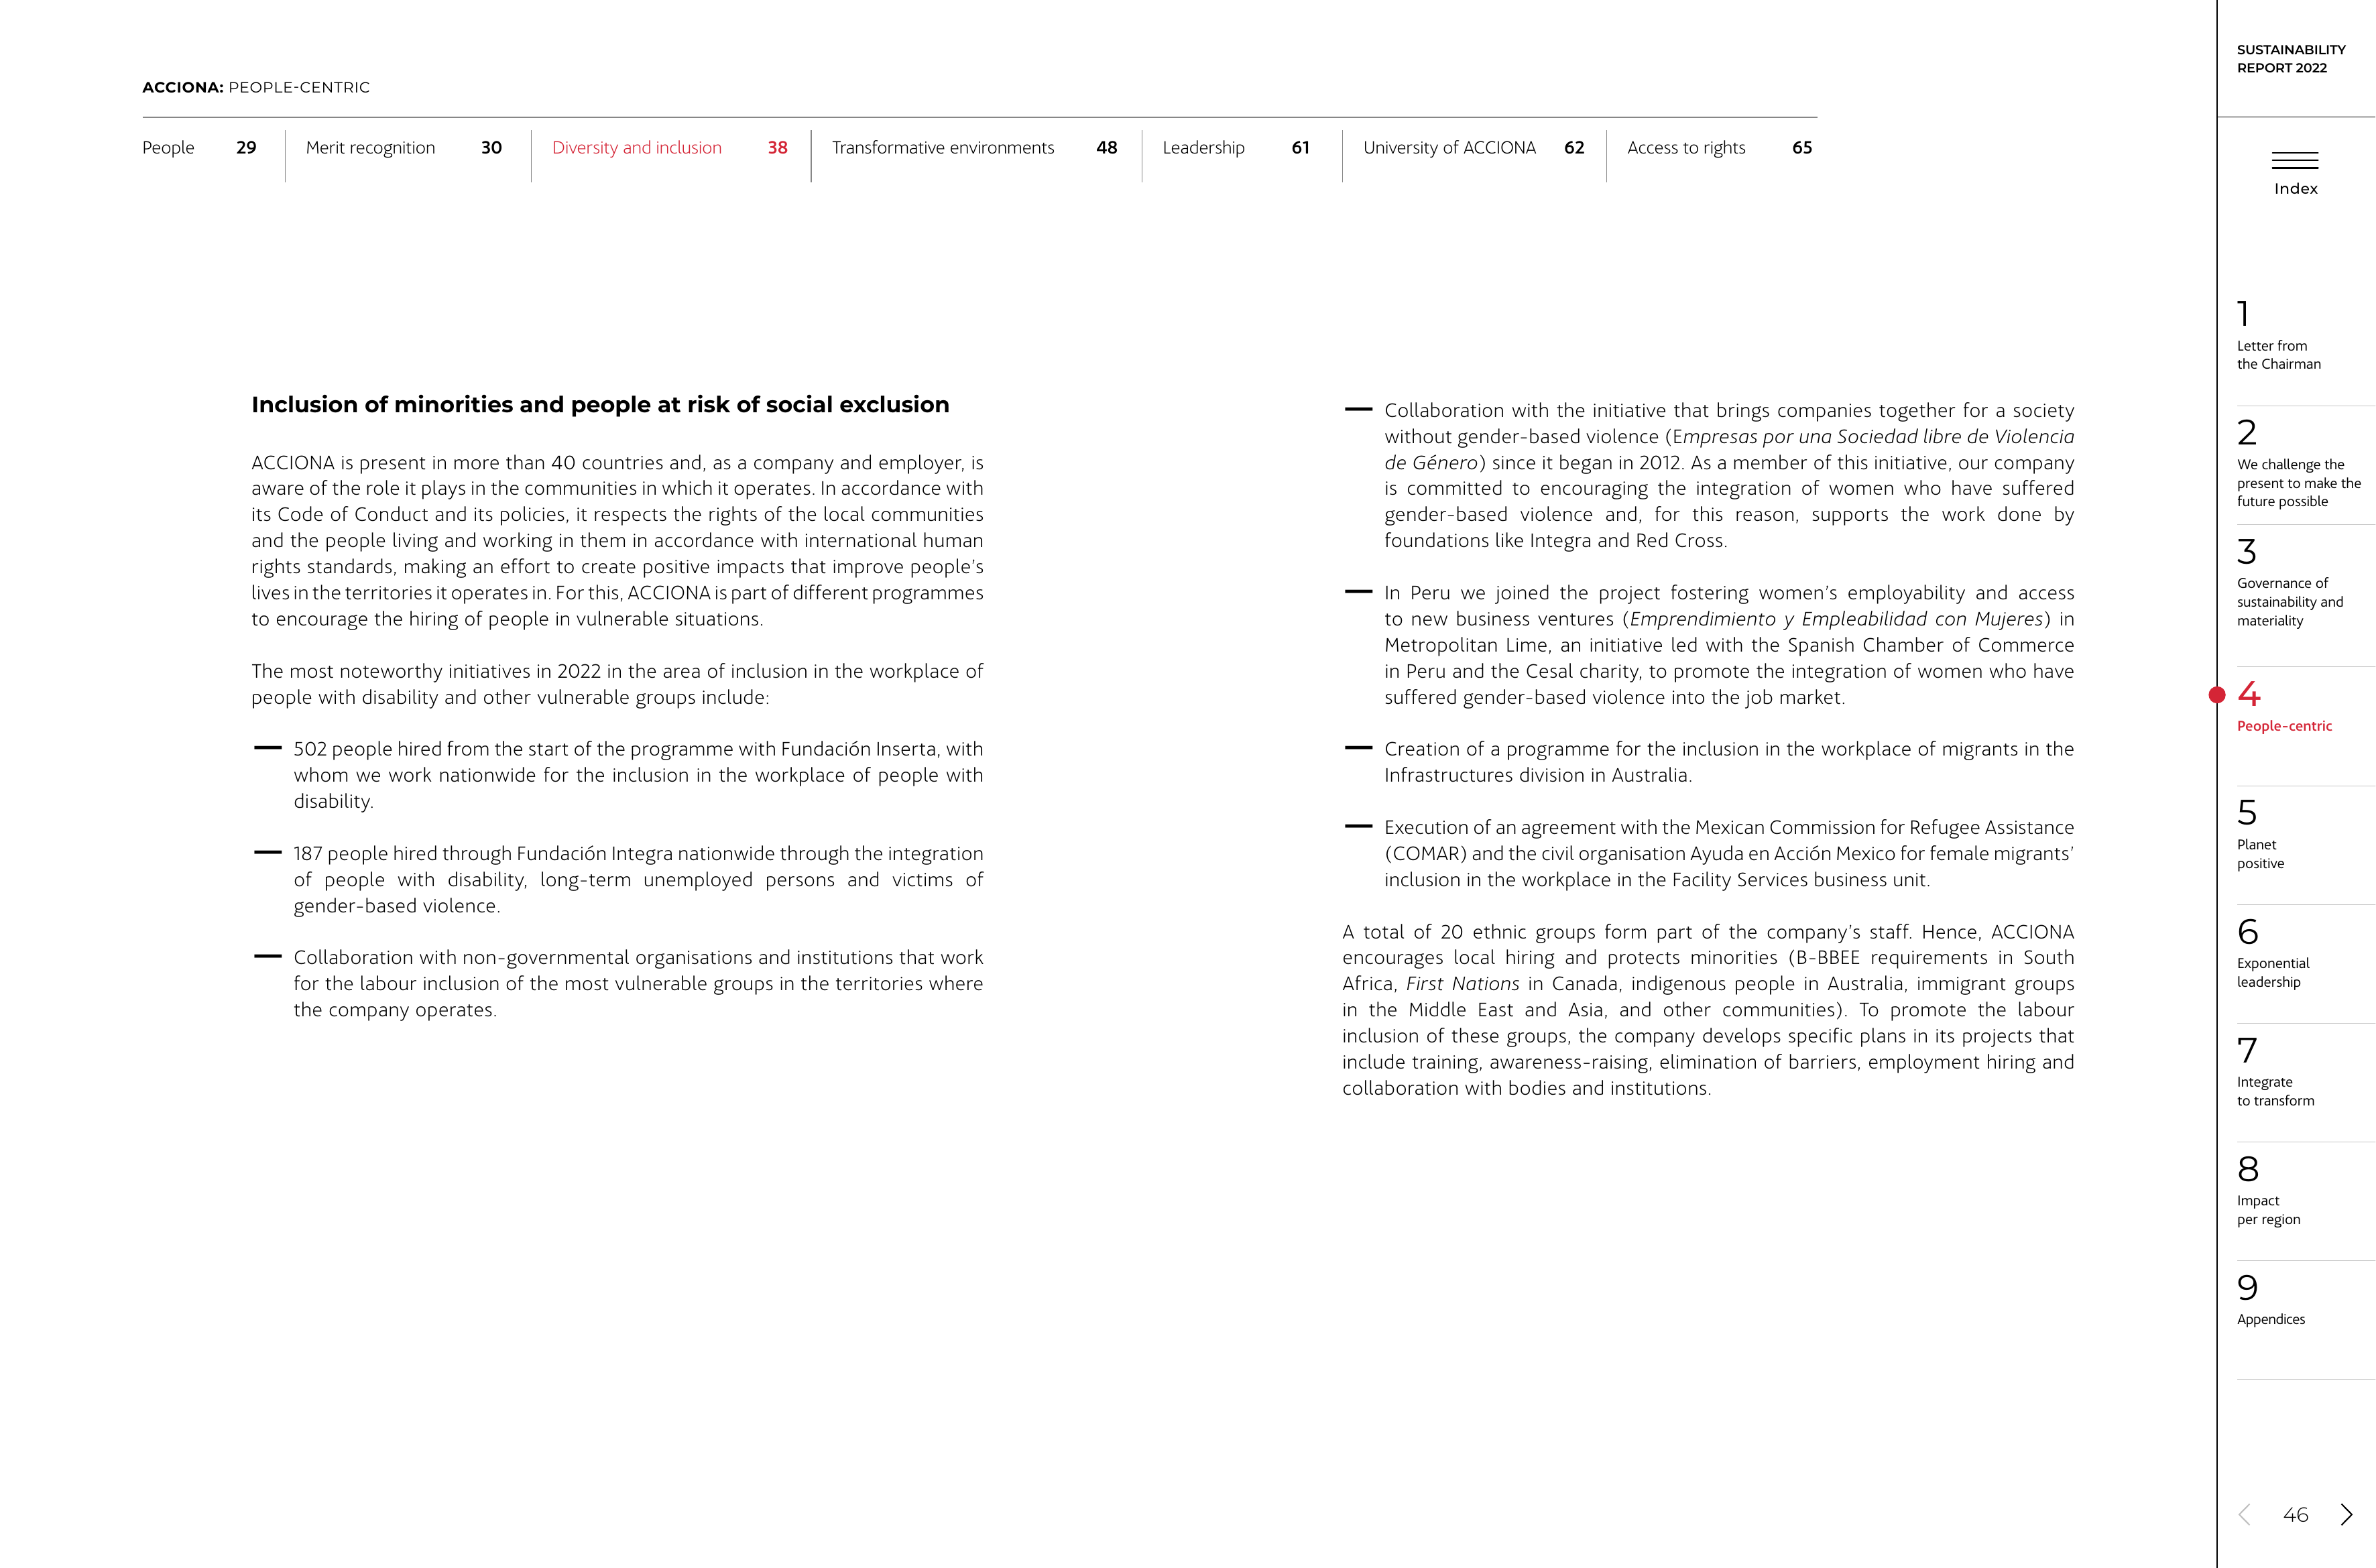 ACCIONA: PEOPLE-CENTRIC
People 29
Merit recognition 30
Diversity and inclusion 38
Transformative environments 48
Leadership 61
University of ACCIONA 62
Access to rights 65
Inclusion of minorities and people at risk of social exclusion
ACCIONA is present in more than 40 countries and, as a company and employer, is
aware of the role it plays in the communities in which it operates. In accordance with
its Code of Conduct and its policies, it respects the rights of the local communities
and the people living and working in them in accordance with international human
rights standards, making an effort to create positive impacts that improve people's
lives in the territories it operates in. For this, ACCIONA is part of different programmes
to encourage the hiring of people in vulnerable situations.
The most noteworthy initiatives in 2022 in the area of inclusion in the workplace of
people with disability and other vulnerable groups include:
— 502 people hired from the start of the programme with Fundación Inserta, with
whom we work nationwide for the inclusion in the workplace of people with
disability.
— 187 people hired through Fundación Integra nationwide through the integration
of people with disability, long-term unemployed persons and victims of
gender-based violence.
— Collaboration with non-governmental organisations and institutions that work
for the labour inclusion of the most vulnerable groups in the territories where
the company operates.
— Collaboration with the initiative that brings companies together for a society
without gender-based violence (Empresas por una Sociedad libre de Violencia
de Género) since it began in 2012. As a member of this initiative, our company
is committed to encouraging the integration of women who have suffered
gender-based violence and, for this reason, supports the work done by
foundations like Integra and Red Cross.
— In Peru we joined the project fostering women's employability and access
to new business ventures (Emprendimiento y Empleabilidad con Mujeres) in
Metropolitan Lime, an initiative led with the Spanish Chamber of Commerce
in Peru and the Cesal charity, to promote the integration of women who have
suffered gender-based violence into the job market.
— Creation of a programme for the inclusion in the workplace of migrants in the
Infrastructures division in Australia.
— Execution of an agreement with the Mexican Commission for Refugee Assistance
(COMAR) and the civil organisation Ayuda en Acción Mexico for female migrants'
inclusion in the workplace in the Facility Services business unit.
A total of 20 ethnic groups form part of the company's staff. Hence, ACCIONA
encourages local hiring and protects minorities (B-BBEE requirements in South
Africa, First Nations in Canada, indigenous people in Australia, immigrant groups
in the Middle East and Asia, and other communities). To promote the labour
inclusion of these groups, the company develops specific plans in its projects that
include training, awareness-raising, elimination of barriers, employment hiring and
collaboration with bodies and institutions.
SUSTAINABILITY
REPORT 2022
Index
1
Letter from
the Chairman
2
We challenge the
present to make the
future possible
3
Governance of
sustainability and
materiality
4
People-centric
5
Planet
positive
6
Exponential
leadership
7
Integrate
to transform
8
Impact
per region
9
Appendices
46